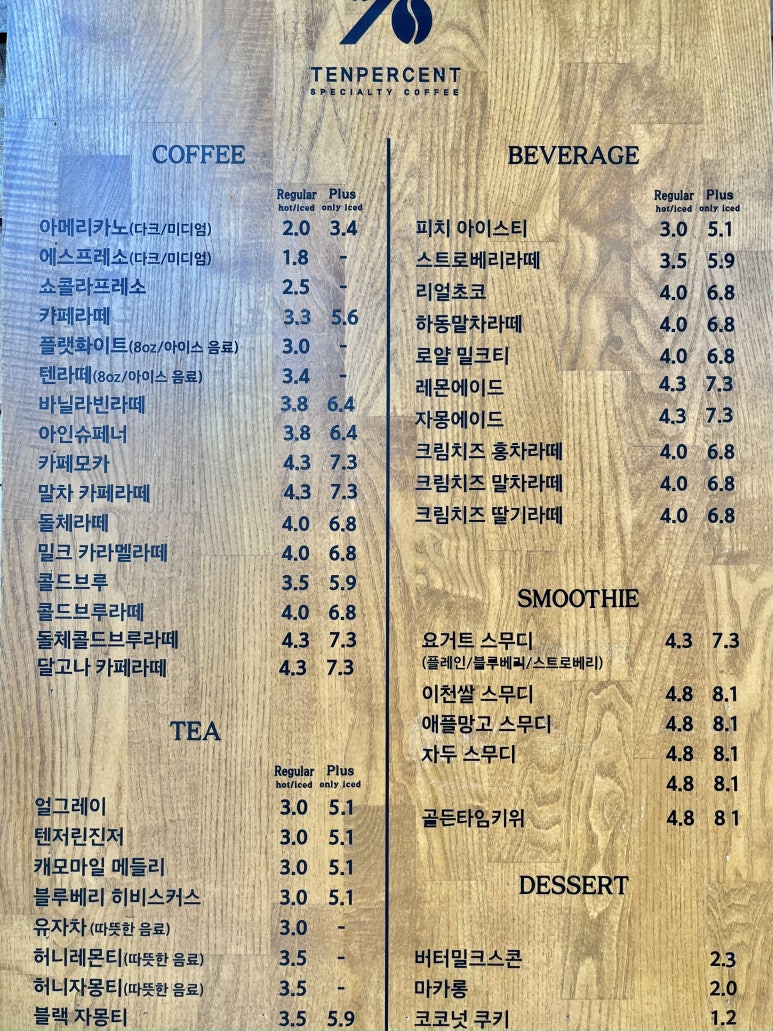 TENPERCENT
SPECIALTY COFFEE
COFFEE
Regular Plus
hot/iced only iced
아메리카노(다크/미디엄) 2.0 3.4
에스프레소(다크/미디엄) 1.8 -
쇼콜라프레소 2.5 -
카페라떼 3.3 5.6
플랫화이트(8oz/아이스 음료) 3.0 -
텐라떼(8oz/아이스 음료) 3.4 -
바닐라빈라떼 3.8 6.4
아인슈페너 3.8 6.4
카페모카 4.3 7.3
말차 카페라떼 4.3 7.3
돌체라떼 4.0 6.8
밀크 카라멜라떼 4.0 6.8
콜드브루 3.5 5.9
콜드브루라떼 4.0 6.8
돌체콜드브루라떼 4.3 7.3
달고나 카페라떼 4.3 7.3
TEA
Regular Plus
hot/iced only iced
얼그레이 3.0 5.1
텐저린진저 3.0 5.1
캐모마일 메들리 3.0 5.1
블루베리 히비스커스 3.0 5.1
유자차 (따뜻한 음료) 3.0 -
허니레몬티(따뜻한 음료) 3.5 -
허니자몽티(따뜻한 음료) 3.5 -
블랙 자몽티 3.5 5.9
BEVERAGE
Regular Plus
hot/iced only iced
피치 아이스티 3.0 5.1
스트로베리라떼 3.5 5.9
리얼초코 4.0 6.8
하동말차라떼 4.0 6.8
로얄 밀크티 4.0 6.8
레몬에이드 4.3 7.3
자몽에이드 4.3 7.3
크림치즈 홍차라떼 4.0 6.8
크림치즈 말차라떼 4.0 6.8
크림치즈 딸기라떼 4.0 6.8
SMOOTHIE
요거트 스무디 4.3 7.3
(플레인/블루베리/스트로베리)
이천쌀 스무디 4.8 8.1
애플망고 스무디 4.8 8.1
자두 스무디 4.8 8.1
4.8 8.1
골든타임키위 4.8 8 1
DESSERT
버터밀크스콘 2.3
마카롱 2.0
코코넛 쿠키 1.2